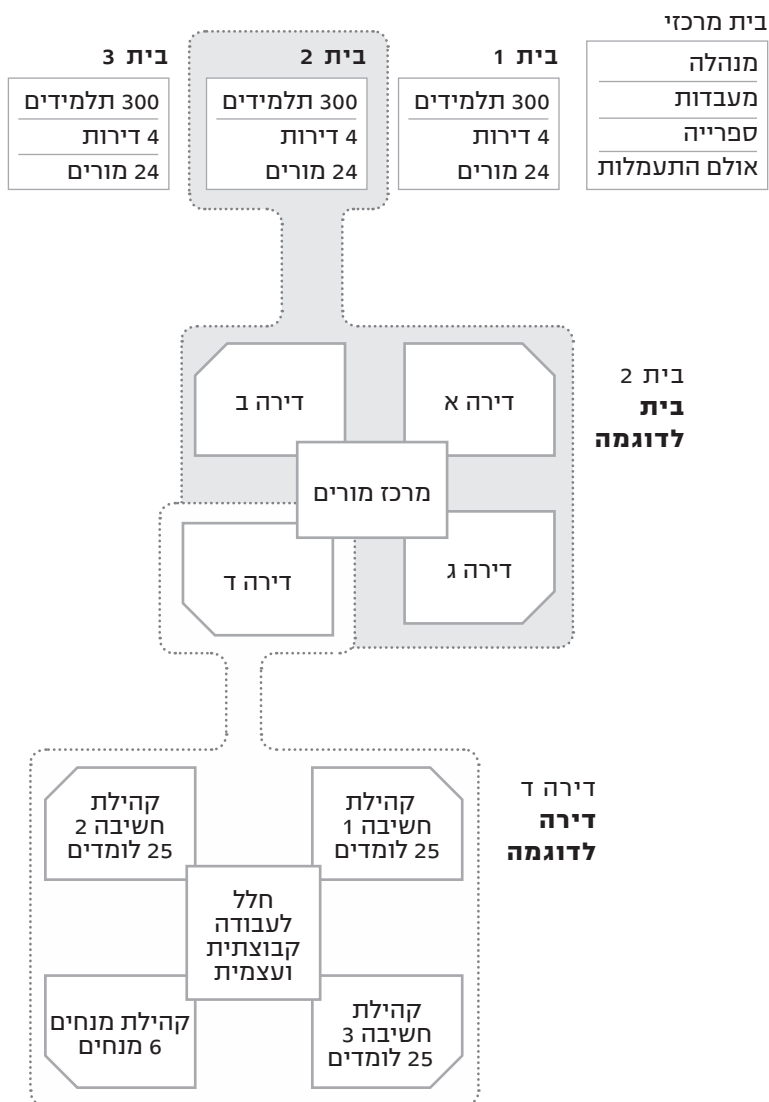 בית מרכזי
מנהלה
מעבדות
ספרייה
אולם התעמלות
בית 1
300 תלמידים
4 דירות
24 מורים
בית 2
300 תלמידים
4 דירות
24 מורים
בית 3
300 תלמידים
4 דירות
24 מורים
בית 2
בית
לדוגמה
דירה א
דירה ב
מרכז מורים
דירה ג
דירה ד
דירה ד
דירה
לדוגמה
קהילת
חשיבה 1
25 לומדים
קהילת
חשיבה 2
25 לומדים
חלל
לעבודה
קבוצתית
ועצמית
קהילת
חשיבה 3
25 לומדים
קהילת מנחים
6 מנחים